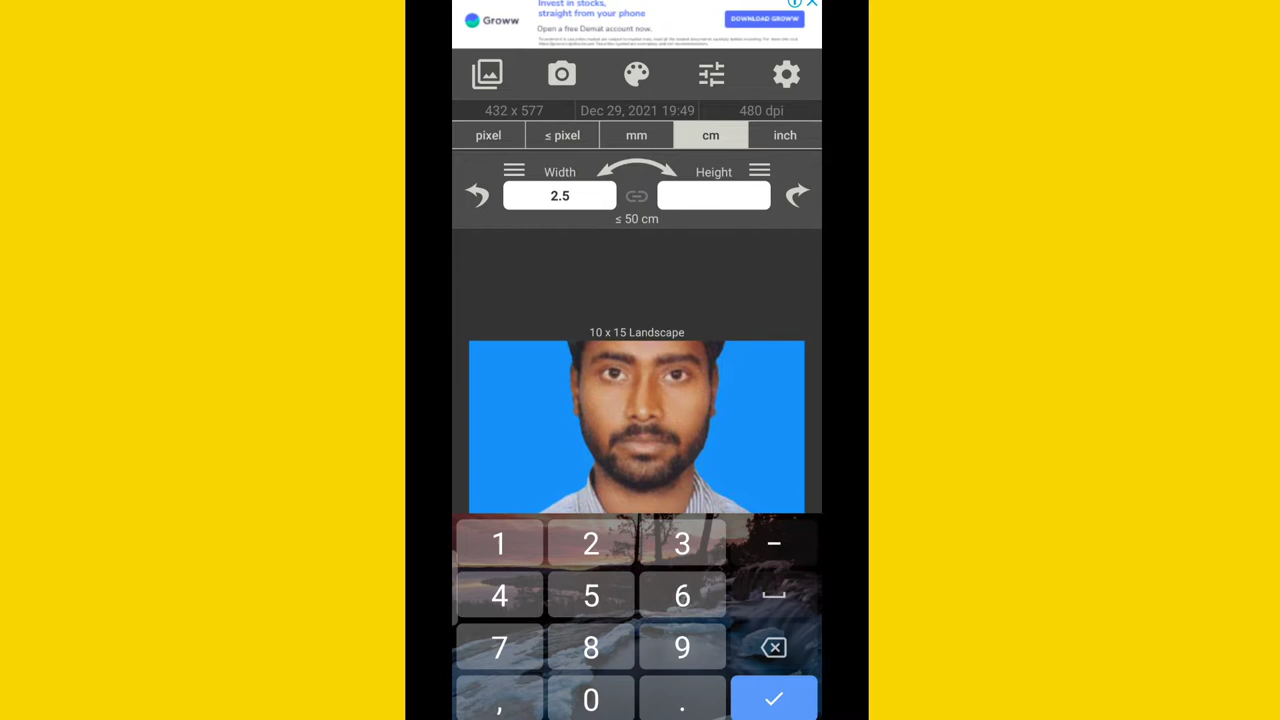 Invest in stocks,
straight from your phone
Groww
DOWNLOAD GROWW
Open a free Demat account now.
432 x 577
Dec 29, 2021 19:49
480 dpi
pixel
≤ pixel
mm
cm
inch
Width
Height
2.5
≤ 50 cm
10 x 15 Landscape
1 2 3 –
4 5 6
7 8 9
, 0 .